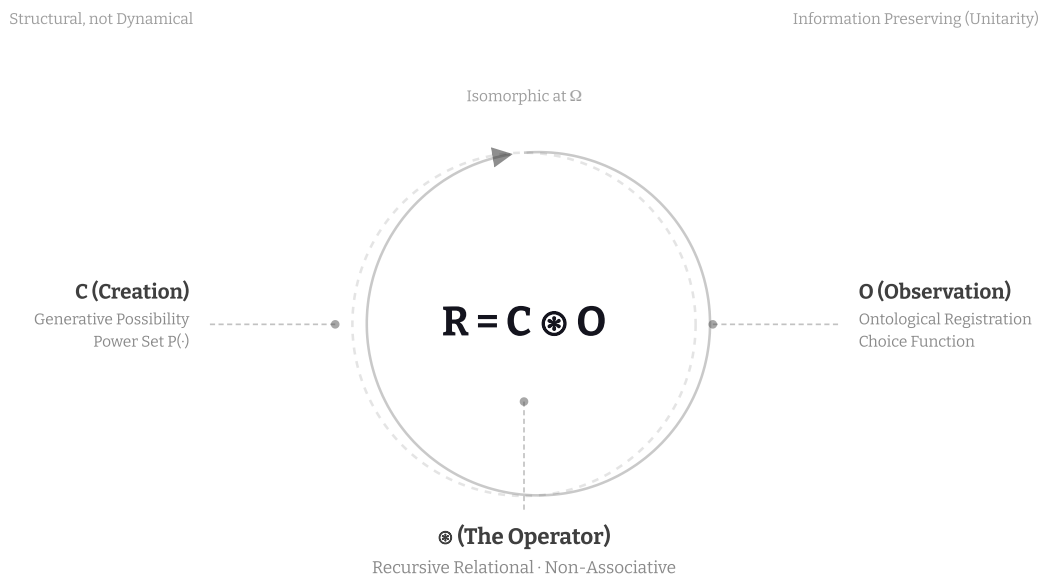 Structural, not Dynamical
Information Preserving (Unitarity)
Isomorphic at Ω
C (Creation)
Generative Possibility
Power Set P(·)
R = C ⊛ O
O (Observation)
Ontological Registration
Choice Function
⊛ (The Operator)
Recursive Relational · Non-Associative